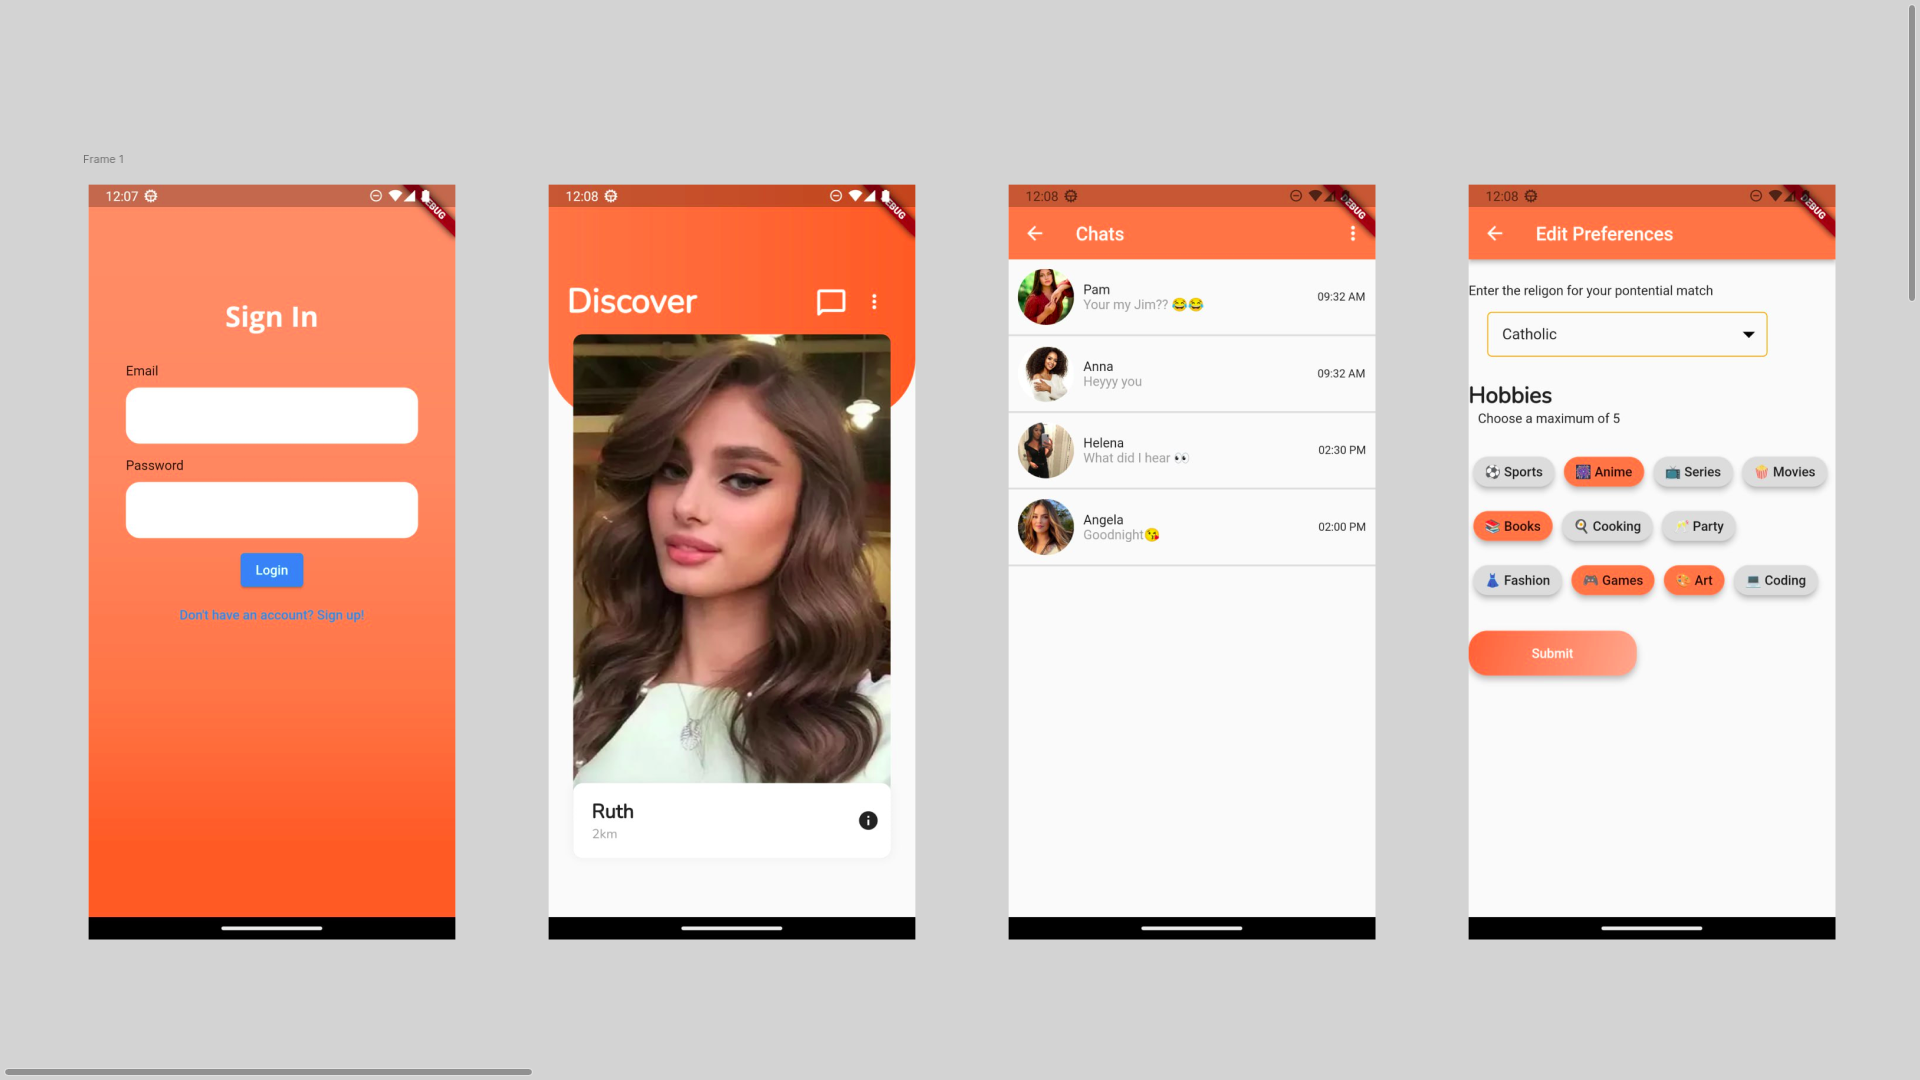 Frame 1
12:07
DEBUG
Sign In
Email
Password
Login
Don't have an account? Sign up!
12:08
DEBUG
Discover
Ruth
2km
12:08
DEBUG
Chats
Pam
Your my Jim?? 😂😂
09:32 AM
Anna
Heyyy you
09:32 AM
Helena
What did I hear 👀
02:30 PM
Angela
Goodnight😘
02:00 PM
12:08
DEBUG
Edit Preferences
Enter the religon for your pontential match
Catholic
Hobbies
Choose a maximum of 5
⚽ Sports 🎆 Anime 📺 Series 🍿 Movies
📚 Books 🍳 Cooking 🥂 Party
👗 Fashion 🎮 Games 🎨 Art 💻 Coding
Submit